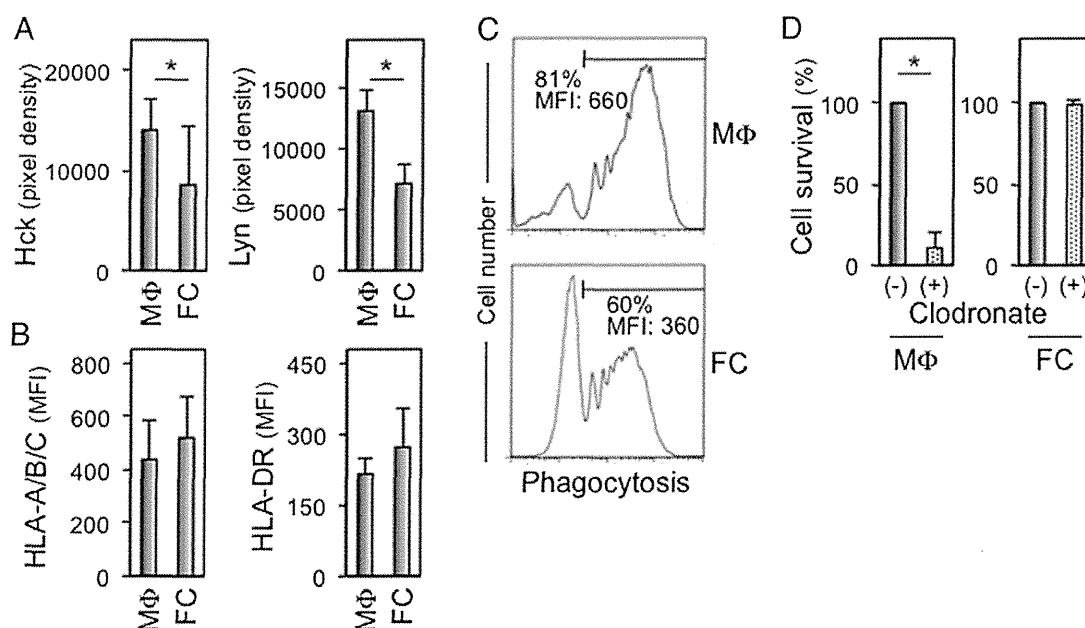 A
Hck (pixel density)
20000
10000
0
*
MΦ
FC
Lyn (pixel density)
15000
10000
5000
0
*
MΦ
FC
B
HLA-A/B/C (MFI)
800
600
400
200
0
MΦ
FC
HLA-DR (MFI)
450
300
150
0
MΦ
FC
C
Cell number
81%
MFI: 660
MΦ
60%
MFI: 360
FC
Phagocytosis
D
Cell survival (%)
100
50
0
*
(-) (+)
100
50
0
(-) (+)
Clodronate
MΦ
FC